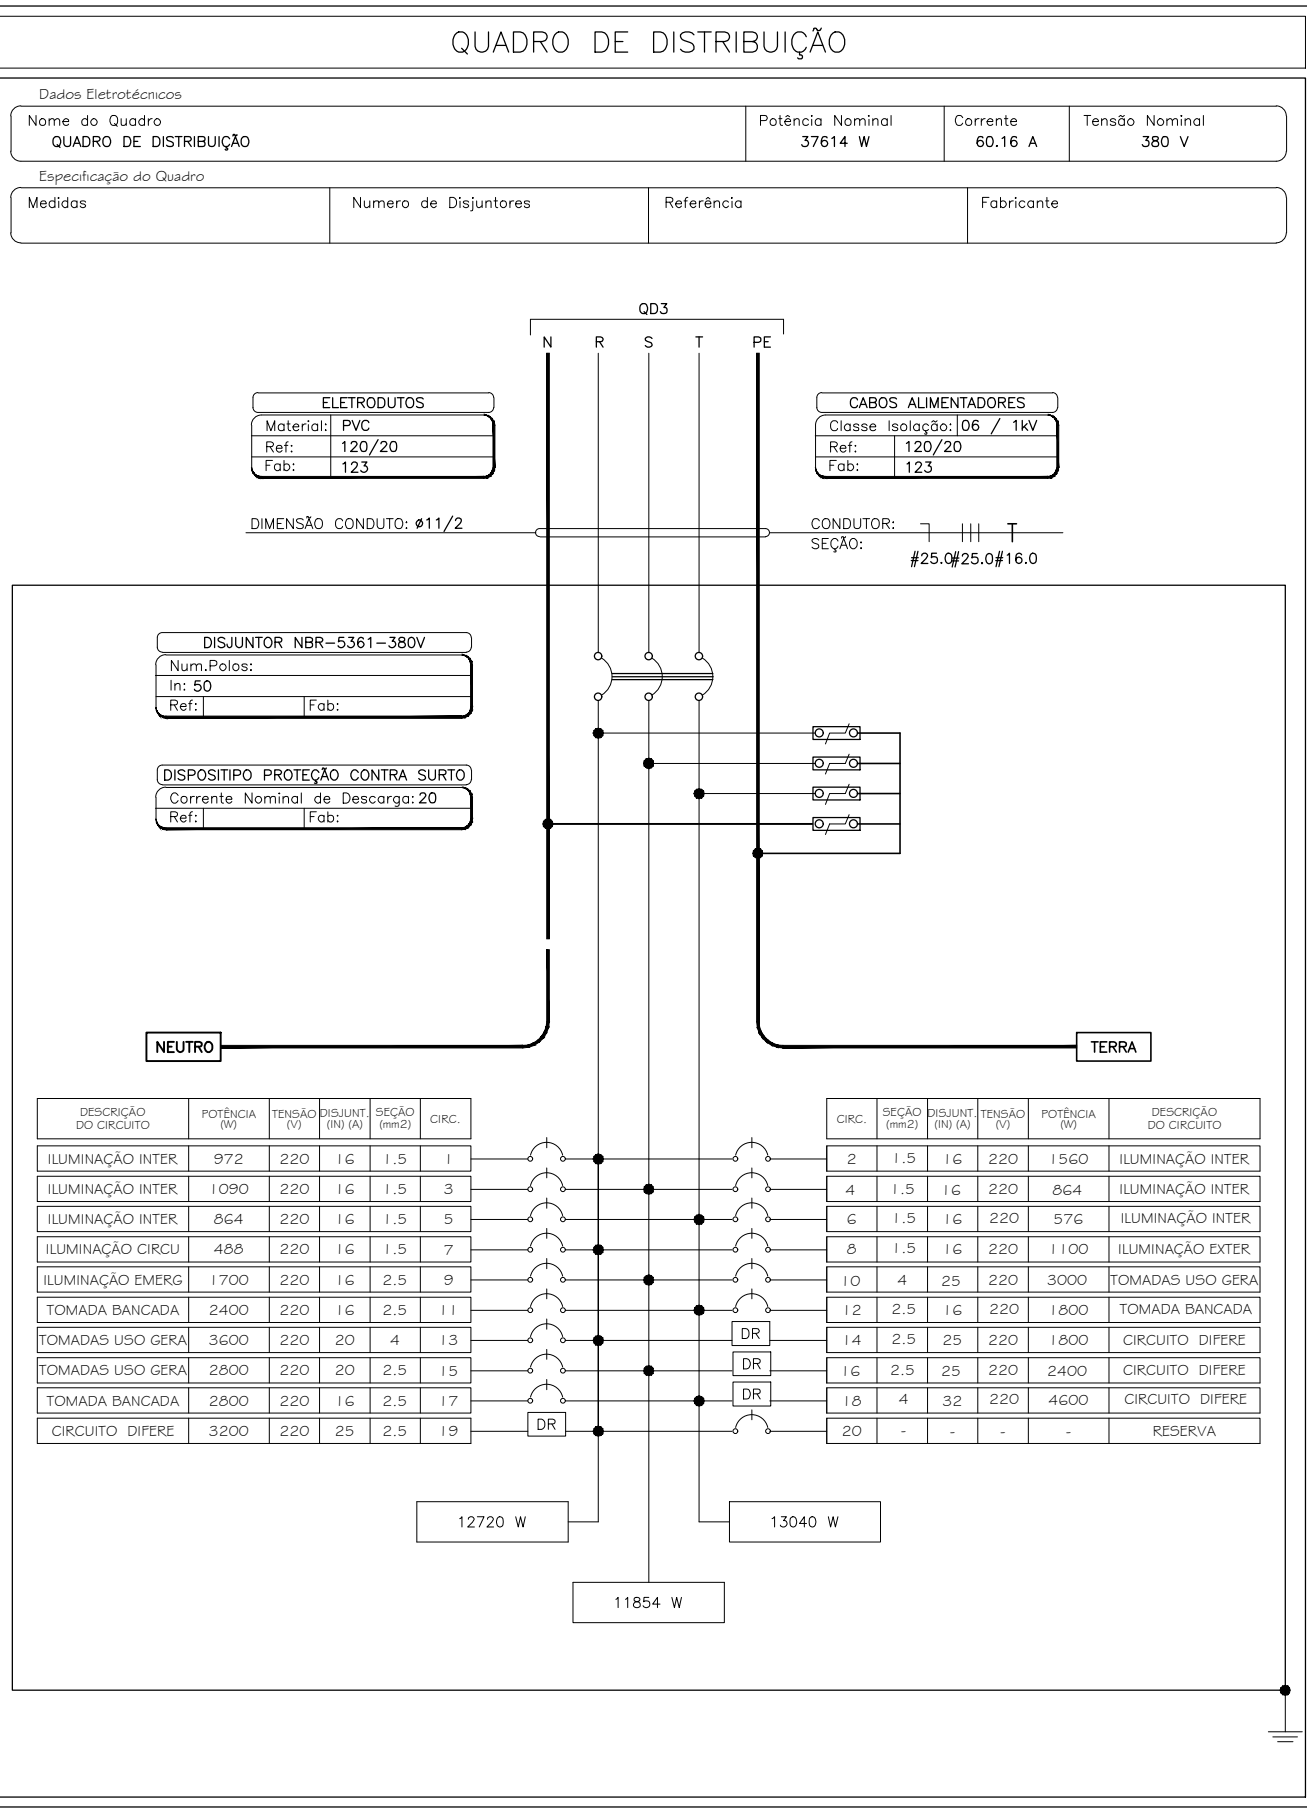 QUADRO DE DISTRIBUIÇÃO
Dados Eletrotécnicos
Nome do Quadro Potência Nominal Corrente Tensão Nominal
QUADRO DE DISTRIBUIÇÃO 37614 W 60.16 A 380 V
Especificação do Quadro
Medidas Numero de Disjuntores Referência Fabricante
QD3
N R S T PE
ELETRODUTOS
Material: PVC
Ref: 120/20
Fab: 123
CABOS ALIMENTADORES
Classe Isolação: 06 / 1kV
Ref: 120/20
Fab: 123
DIMENSÃO CONDUTO: ø11/2
CONDUTOR:
SEÇÃO:
#25.0#25.0#16.0
DISJUNTOR NBR-5361-380V
Num.Polos:
In: 50
Ref: Fab:
DISPOSITIPO PROTEÇÃO CONTRA SURTO
Corrente Nominal de Descarga: 20
Ref: Fab:
NEUTRO
TERRA
DESCRIÇÃO DO CIRCUITO POTÊNCIA (W) TENSÃO (V) DISJUNT. (IN) (A) SEÇÃO (mm2) CIRC.
ILUMINAÇÃO INTER 972 220 16 1.5 1
ILUMINAÇÃO INTER 1090 220 16 1.5 3
ILUMINAÇÃO INTER 864 220 16 1.5 5
ILUMINAÇÃO CIRCU 488 220 16 1.5 7
ILUMINAÇÃO EMERG 1700 220 16 2.5 9
TOMADA BANCADA 2400 220 16 2.5 11
TOMADAS USO GERA 3600 220 20 4 13
TOMADAS USO GERA 2800 220 20 2.5 15
TOMADA BANCADA 2800 220 16 2.5 17
CIRCUITO DIFERE 3200 220 25 2.5 19
DR
DR
DR
DR
CIRC. SEÇÃO (mm2) DISJUNT. (IN) (A) TENSÃO (V) POTÊNCIA (W) DESCRIÇÃO DO CIRCUITO
2 1.5 16 220 1560 ILUMINAÇÃO INTER
4 1.5 16 220 864 ILUMINAÇÃO INTER
6 1.5 16 220 576 ILUMINAÇÃO INTER
8 1.5 16 220 1100 ILUMINAÇÃO EXTER
10 4 25 220 3000 TOMADAS USO GERA
12 2.5 16 220 1800 TOMADA BANCADA
14 2.5 25 220 1800 CIRCUITO DIFERE
16 2.5 25 220 2400 CIRCUITO DIFERE
18 4 32 220 4600 CIRCUITO DIFERE
20 - - - - RESERVA
12720 W
13040 W
11854 W